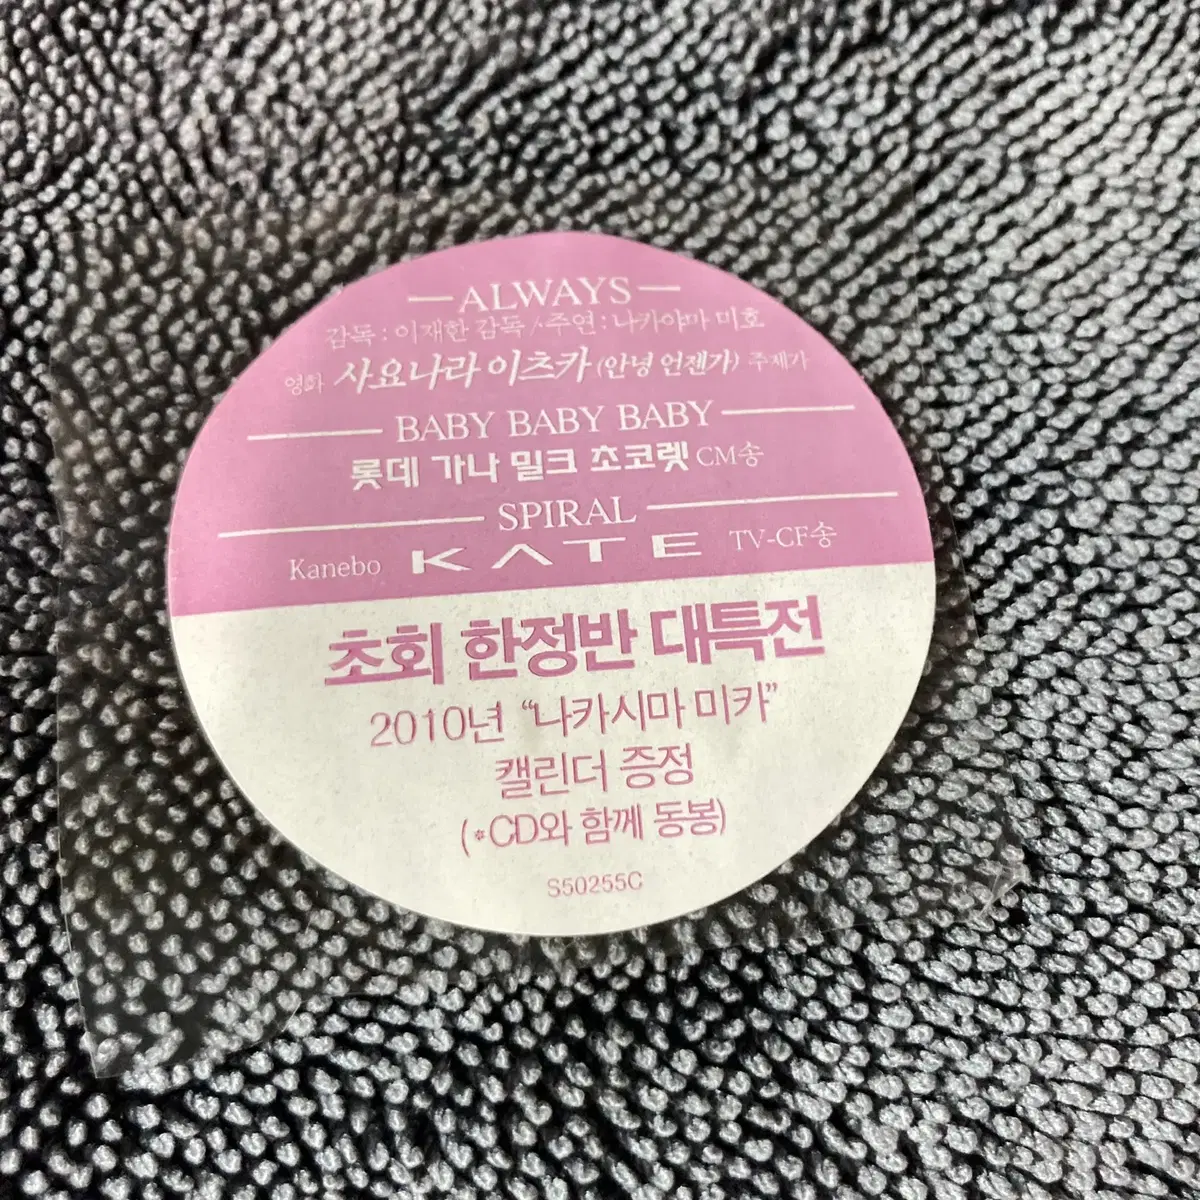 ALWAYS
감독 : 이재한 감독 / 주연 : 나카야마 미호
영화 사요나라 이츠카 (안녕 언젠가) 주제가
BABY BABY BABY
롯데 가나 밀크 초코렛 CM송
SPIRAL
Kanebo KATE TV-CF송
초회 한정반 대특전
2010년 "나카시마 미카"
캘린더 증정
(*CD와 함께 동봉)
S50255C